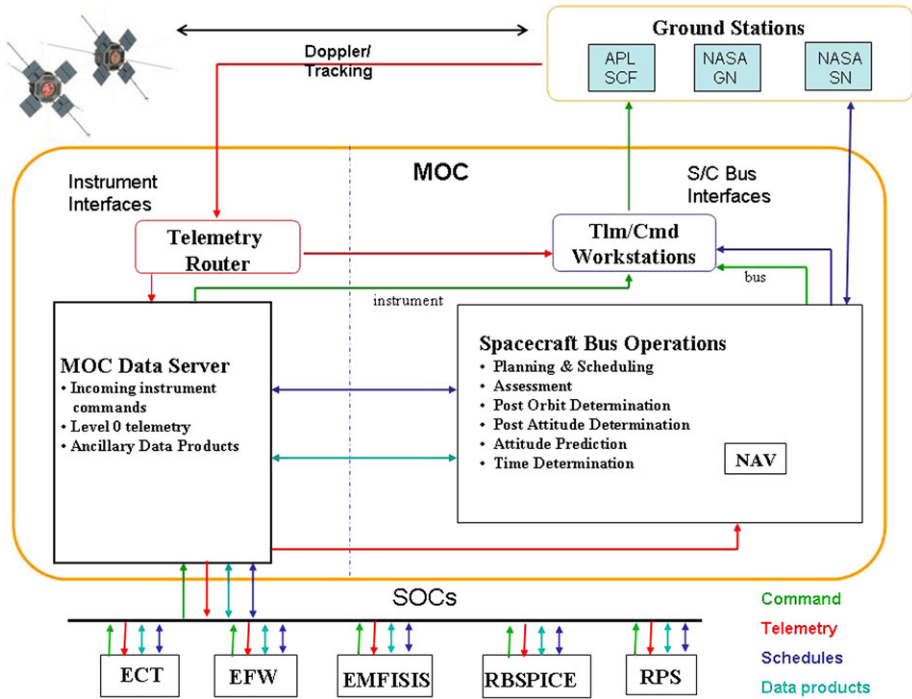 Ground Stations
Doppler/
Tracking
APL
SCF
NASA
GN
NASA
SN
MOC
Instrument
Interfaces
S/C Bus
Interfaces
Telemetry
Router
Tlm/Cmd
Workstations
instrument
bus
MOC Data Server
• Incoming instrument
commands
• Level 0 telemetry
• Ancillary Data Products
Spacecraft Bus Operations
• Planning & Scheduling
• Assessment
• Post Orbit Determination
• Post Attitude Determination
• Attitude Prediction
• Time Determination
NAV
SOCs
ECT
EFW
EMFISIS
RBSPICE
RPS
Command
Telemetry
Schedules
Data products